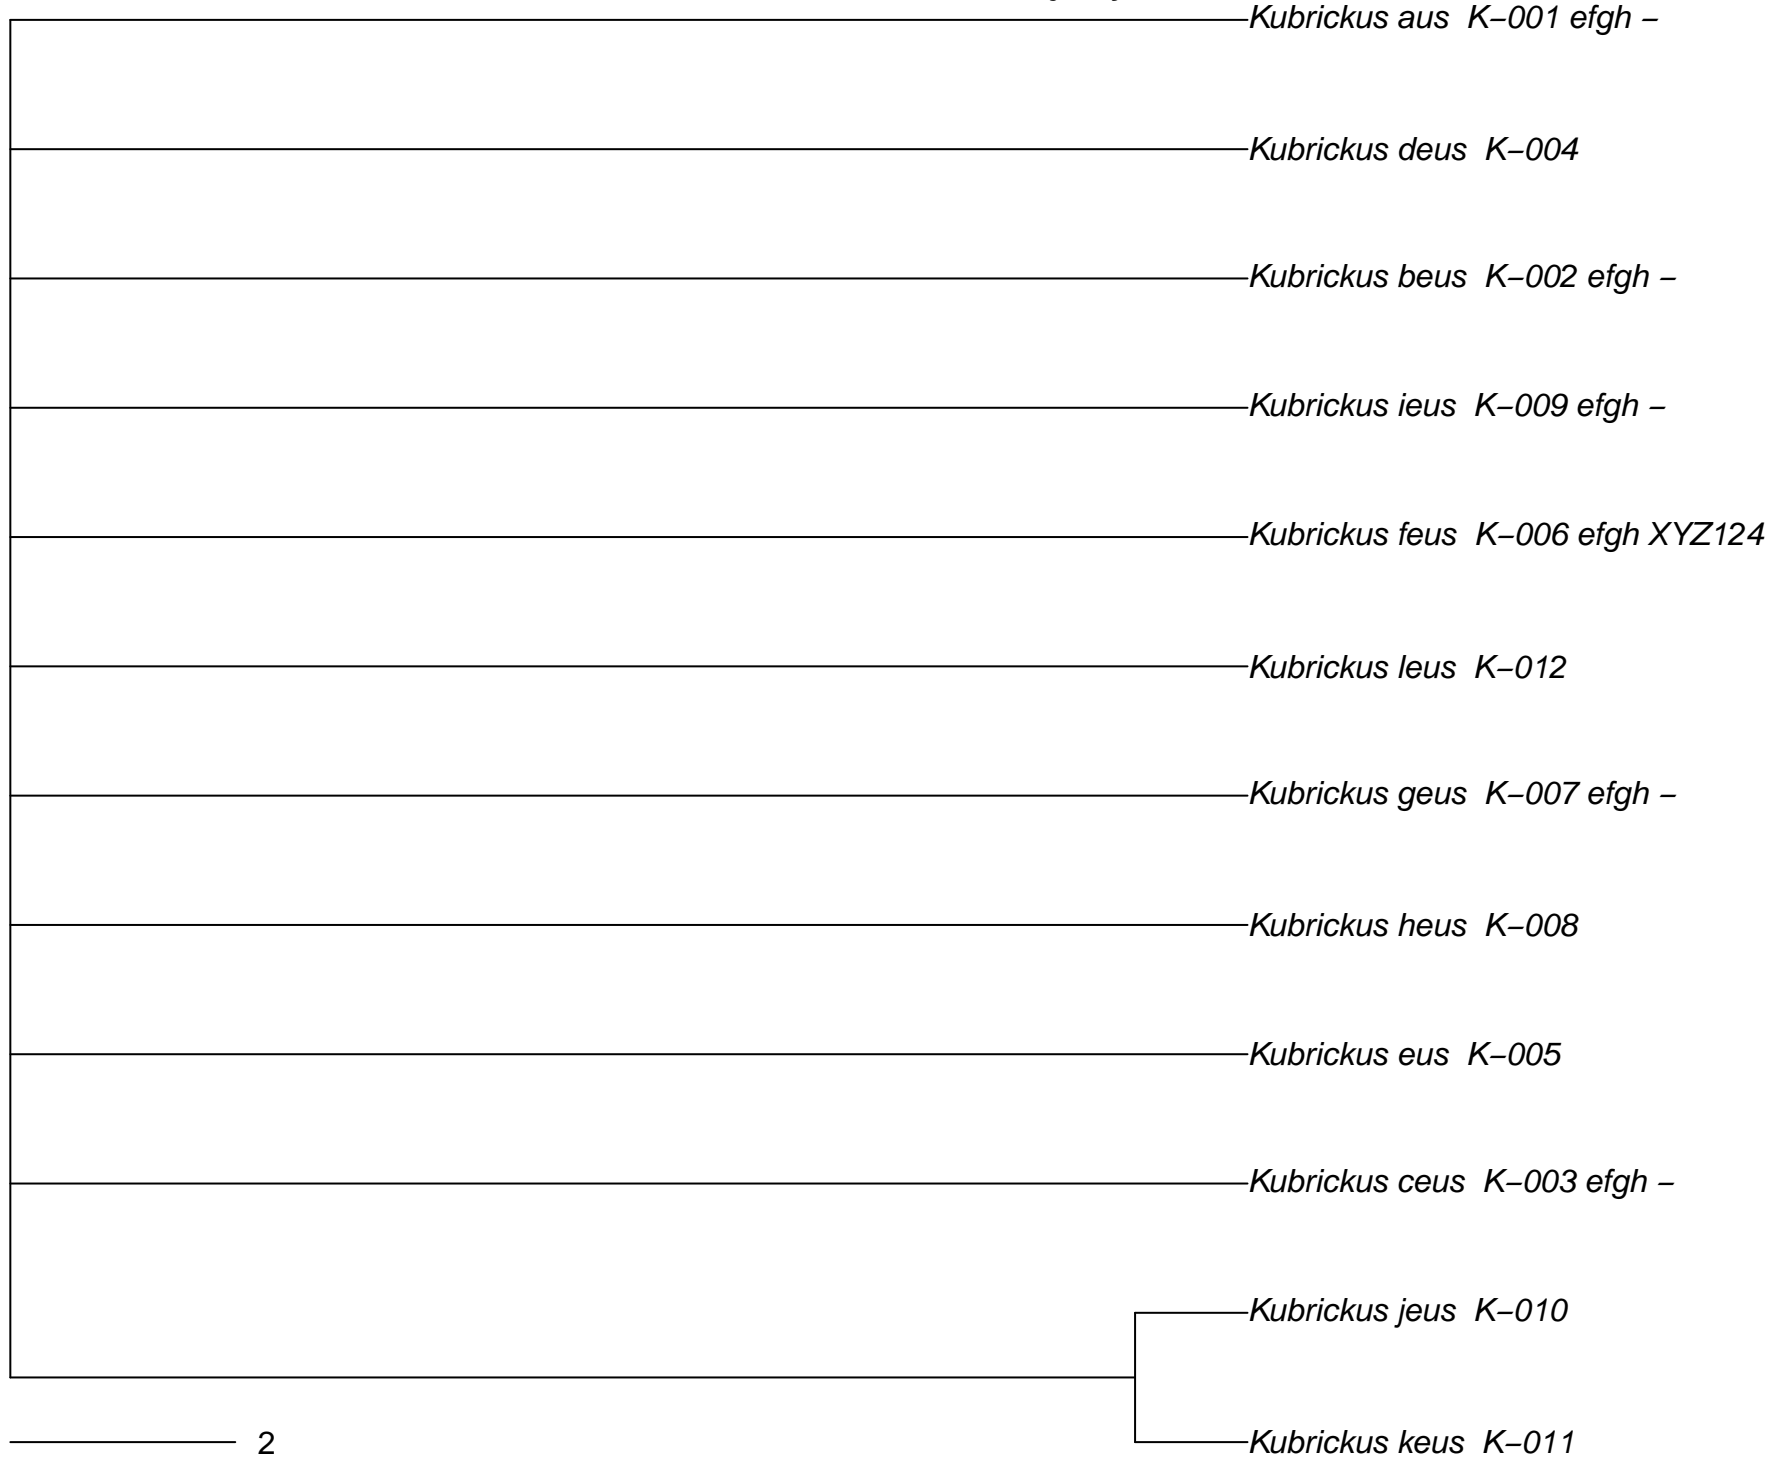 Kubrickus aus K−001 efgh −
Kubrickus deus K−004
Kubrickus beus K−002 efgh −
Kubrickus ieus K−009 efgh −
Kubrickus feus K−006 efgh XYZ124
Kubrickus leus K−012
Kubrickus geus K−007 efgh −
Kubrickus heus K−008
Kubrickus eus K−005
Kubrickus ceus K−003 efgh −
Kubrickus jeus K−010
2
Kubrickus keus K−011